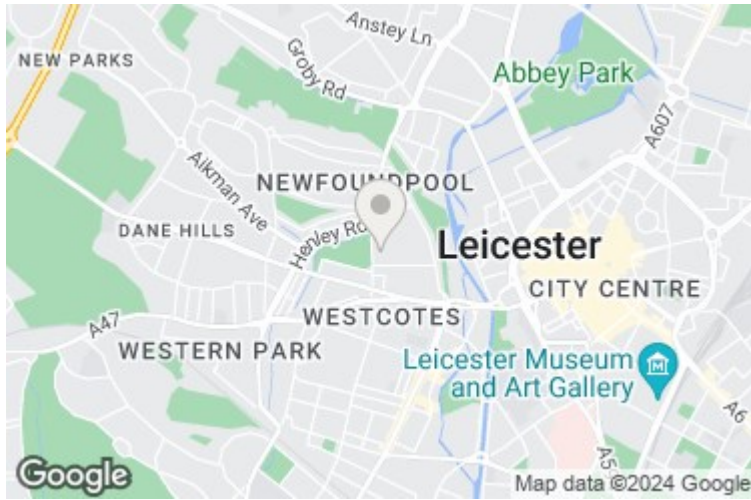 Anstey Ln
NEW PARKS
Groby Rd
Abbey Park
A607
Aikman Ave
NEWFOUNDPOOL
DANE HILLS
Henley Rd
Leicester
CITY CENTRE
WESTCOTES
A47
WESTERN PARK
Leicester Museum
and Art Gallery
M
A6
Google
Map data ©2024 Google